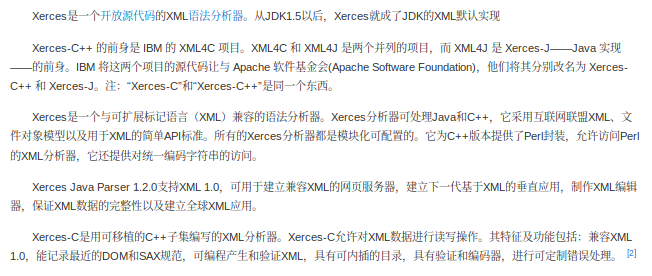 Xerces是一个开放源代码的XML语法分析器。从JDK1.5以后，Xerces就成了JDK的XML默认实现
Xerces-C++ 的前身是 IBM 的 XML4C 项目。XML4C 和 XML4J 是两个并列的项目，而 XML4J 是 Xerces-J——Java 实现
——的前身。IBM 将这两个项目的源代码让与 Apache 软件基金会(Apache Software Foundation)，他们将其分别改名为 Xerces-
C++ 和 Xerces-J。注：“Xerces-C”和“Xerces-C++”是同一个东西。
Xerces是一个与可扩展标记语言（XML）兼容的语法分析器。Xerces分析器可处理Java和C++，它采用互联网联盟XML、文
件对象模型以及用于XML的简单API标准。所有的Xerces分析器都是模块化可配置的。它为C++版本提供了Perl封装，允许访问Perl
的XML分析器，它还提供对统一编码字符串的访问。
Xerces Java Parser 1.2.0支持XML 1.0，可用于建立兼容XML的网页服务器，建立下一代基于XML的垂直应用，制作XML编辑
器，保证XML数据的完整性以及建立全球XML应用。
Xerces-C是用可移植的C++子集编写的XML分析器。Xerces-C允许对XML数据进行读写操作。其特征及功能包括：兼容XML
1.0，能记录最近的DOM和SAX规范，可编程产生和验证XML，具有可内插的目录，具有验证和编码器，进行可定制错误处理。 [2]